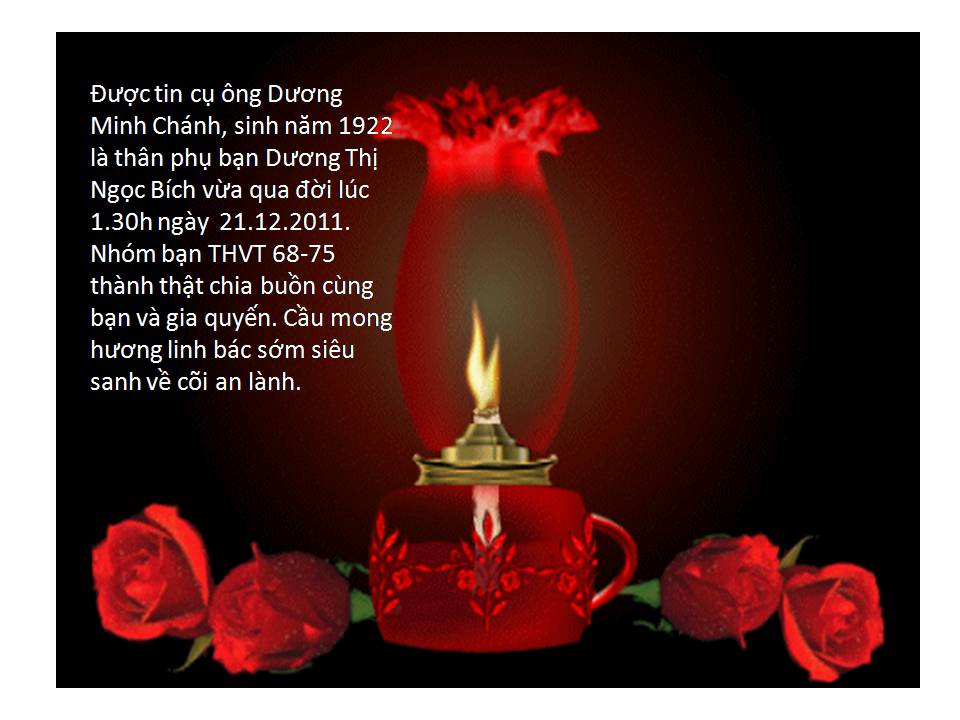 Được tin cụ ông Dương
Minh Chánh, sinh năm 1922
là thân phụ bạn Dương Thị
Ngọc Bích vừa qua đời lúc
1.30h ngày 21.12.2011.
Nhóm bạn THVT 68-75
thành thật chia buồn cùng
bạn và gia quyến. Cầu mong
hương linh bác sớm siêu
sanh về cõi an lành.